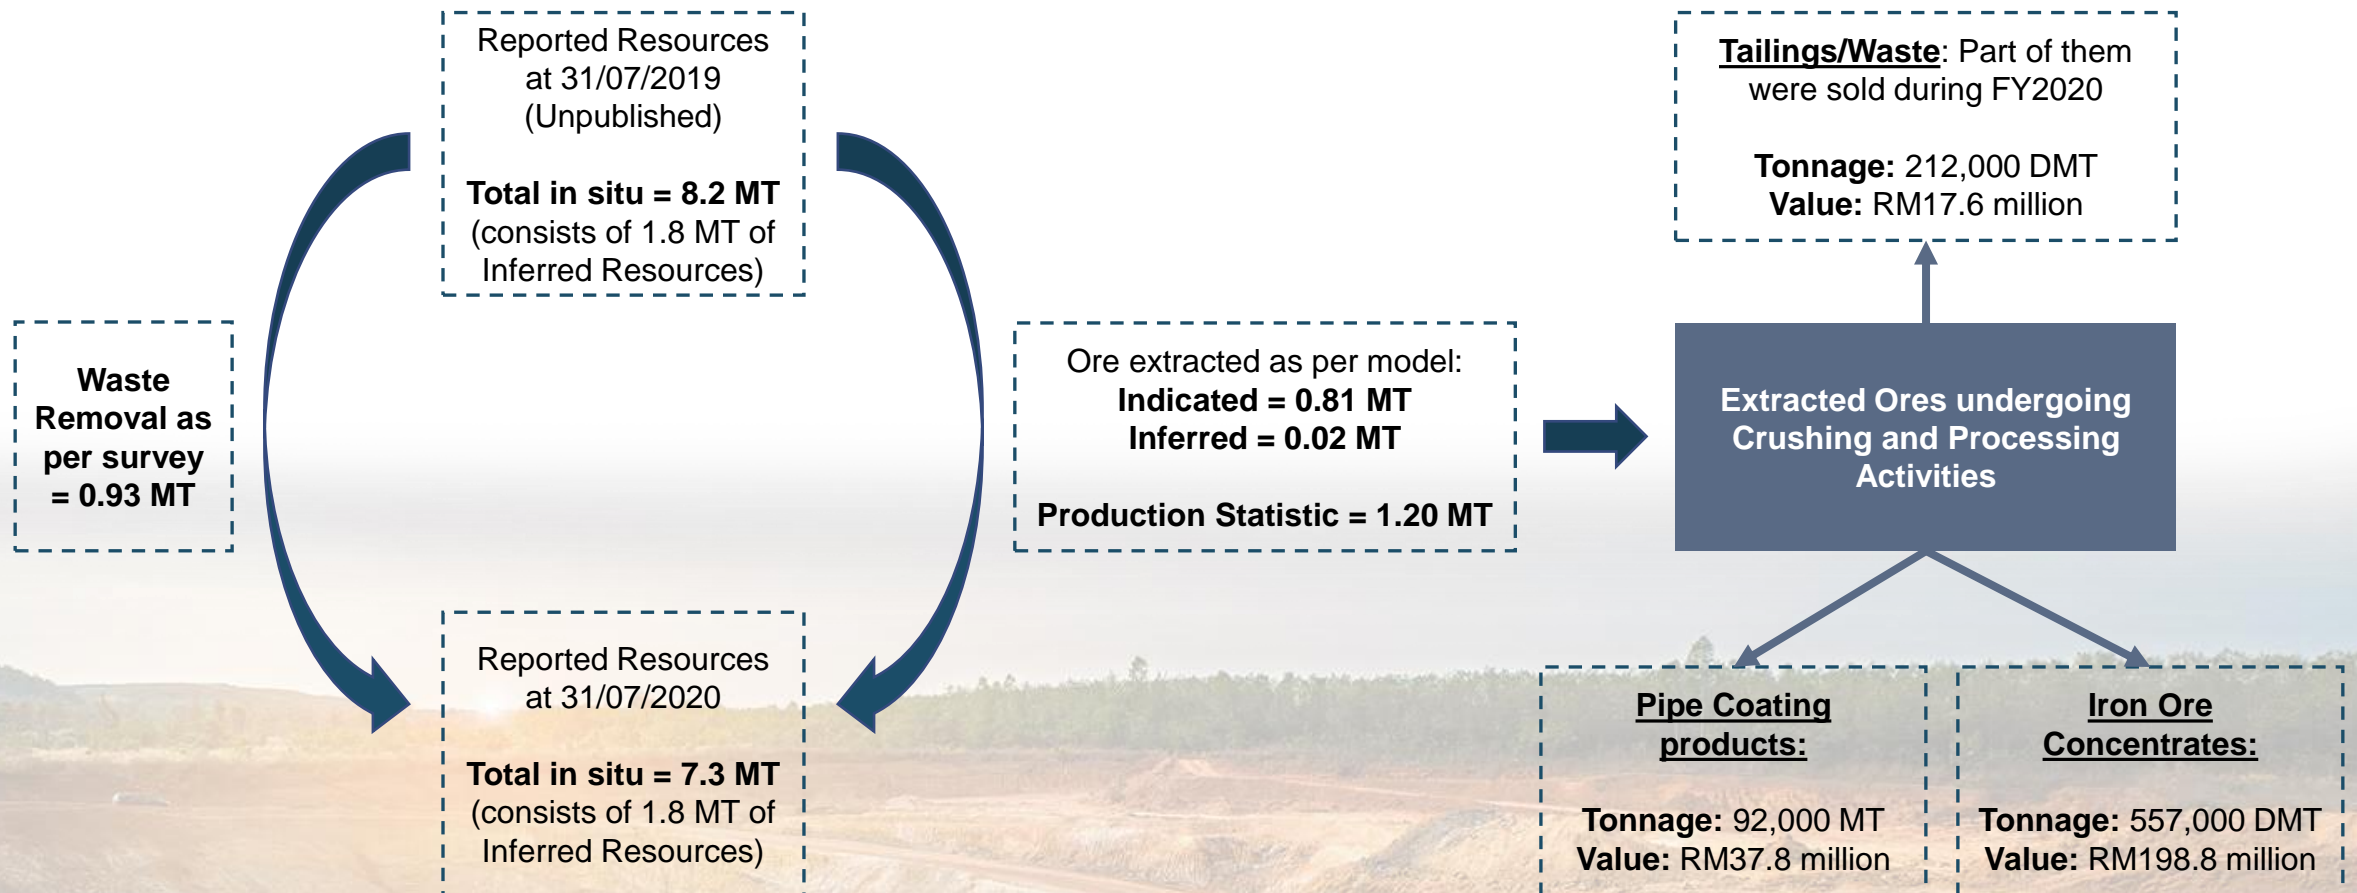 Reported Resources
at 31/07/2019
(Unpublished)
Total in situ = 8.2 MT
(consists of 1.8 MT of
Inferred Resources)
Waste
Removal as
per survey
= 0.93 MT
Reported Resources
at 31/07/2020
Total in situ = 7.3 MT
(consists of 1.8 MT of
Inferred Resources)
Ore extracted as per model:
Indicated = 0.81 MT
Inferred = 0.02 MT
Production Statistic = 1.20 MT
Tailings/Waste: Part of them
were sold during FY2020
Tonnage: 212,000 DMT
Value: RM17.6 million
Extracted Ores undergoing
Crushing and Processing
Activities
Pipe Coating
products:
Tonnage: 92,000 MT
Value: RM37.8 million
Iron Ore
Concentrates:
Tonnage: 557,000 DMT
Value: RM198.8 million